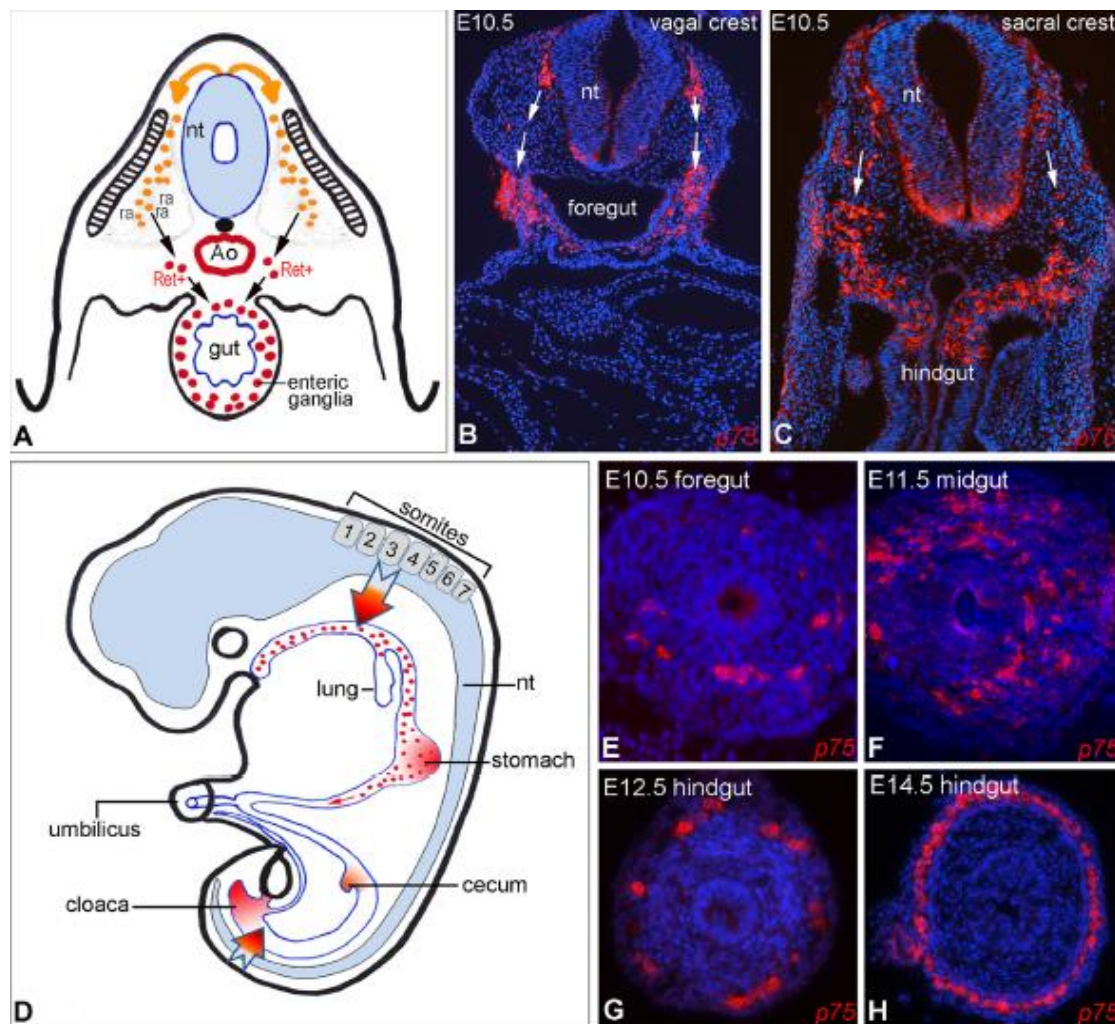 nt
ra
ra
ra
Ao
Ret+
Ret+
gut
enteric
ganglia
A
E10.5
vagal crest
nt
foregut
B
E10.5
sacral crest
nt
hindgut
C
somites
1 2 3 4 5 6 7
lung
nt
stomach
umbilicus
cecum
cloaca
D
E10.5 foregut
E
p75
E11.5 midgut
F
p75
E12.5 hindgut
G
p75
E14.5 hindgut
H
p75